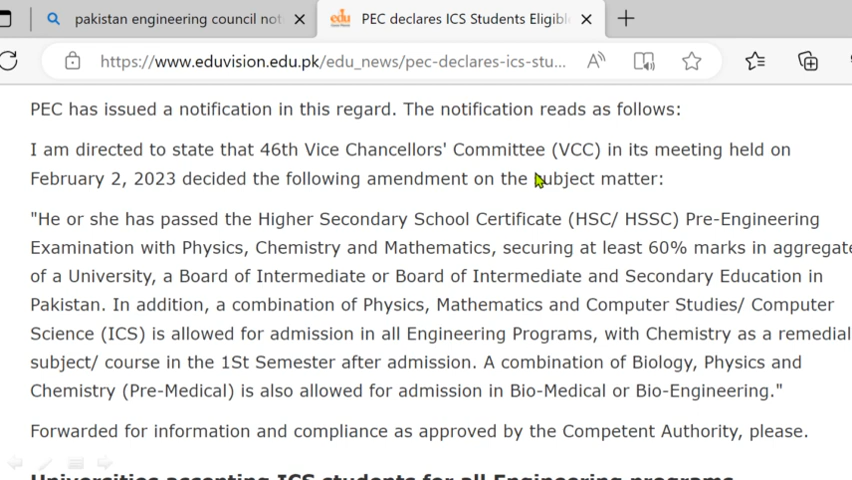 pakistan engineering council not
PEC declares ICS Students Eligibl
https://www.eduvision.edu.pk/edu_news/pec-declares-ics-stu...
PEC has issued a notification in this regard. The notification reads as follows:
I am directed to state that 46th Vice Chancellors' Committee (VCC) in its meeting held on
February 2, 2023 decided the following amendment on the subject matter:
"He or she has passed the Higher Secondary School Certificate (HSC/ HSSC) Pre-Engineering
Examination with Physics, Chemistry and Mathematics, securing at least 60% marks in aggregate
of a University, a Board of Intermediate or Board of Intermediate and Secondary Education in
Pakistan. In addition, a combination of Physics, Mathematics and Computer Studies/ Computer
Science (ICS) is allowed for admission in all Engineering Programs, with Chemistry as a remedial
subject/ course in the 1St Semester after admission. A combination of Biology, Physics and
Chemistry (Pre-Medical) is also allowed for admission in Bio-Medical or Bio-Engineering."
Forwarded for information and compliance as approved by the Competent Authority, please.
Universities accepting ICS students for all Engineering programs